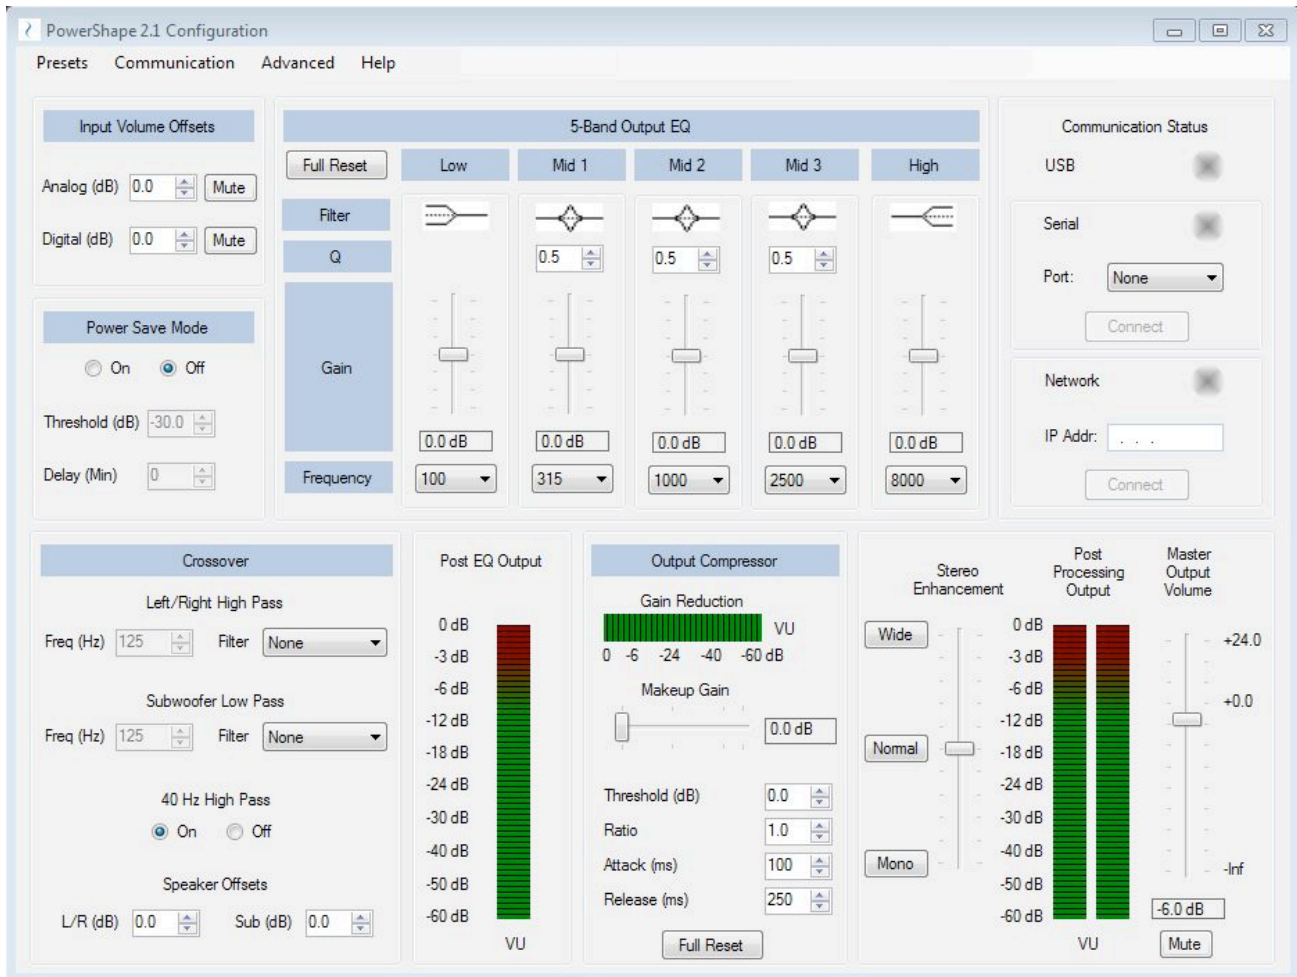 PowerShape 2.1 Configuration
Presets Communication Advanced Help
Input Volume Offsets
Analog (dB) 0.0 Mute
Digital (dB) 0.0 Mute
Power Save Mode
On Off
Threshold (dB) -30.0
Delay (Min) 0
5-Band Output EQ
Full Reset Low Mid 1 Mid 2 Mid 3 High
Filter
Q 0.5 0.5 0.5
Gain
0.0 dB 0.0 dB 0.0 dB 0.0 dB 0.0 dB
Frequency 100 315 1000 2500 8000
Communication Status
USB
Serial
Port: None
Connect
Network
IP Addr: . . .
Connect
Crossover
Left/Right High Pass
Freq (Hz) 125 Filter None
Subwoofer Low Pass
Freq (Hz) 125 Filter None
40 Hz High Pass
On Off
Speaker Offsets
L/R (dB) 0.0 Sub (dB) 0.0
Post EQ Output
0 dB
-3 dB
-6 dB
-12 dB
-18 dB
-24 dB
-30 dB
-40 dB
-50 dB
-60 dB
VU
Output Compressor
Gain Reduction
VU
0 -6 -24 -40 -60 dB
Makeup Gain
0.0 dB
Threshold (dB) 0.0
Ratio 1.0
Attack (ms) 100
Release (ms) 250
Full Reset
Stereo
Enhancement
Wide
Normal
Mono
Post
Processing
Output
0 dB
-3 dB
-6 dB
-12 dB
-18 dB
-24 dB
-30 dB
-40 dB
-50 dB
-60 dB
VU
Master
Output
Volume
+24.0
+0.0
-Inf
-6.0 dB
Mute